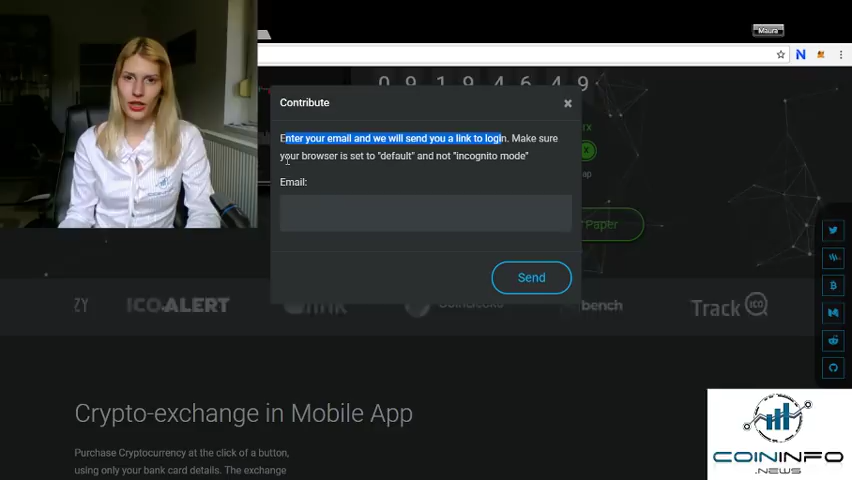 Maura
0 9 1 9 4 6 4 9
Contribute
Enter your email and we will send you a link to login. Make sure
your browser is set to "default" and not "incognito mode"
Email:
Paper
Send
ZY
ICOALERT
bench
Track ICO
Crypto-exchange in Mobile App
Purchase Cryptocurrency at the click of a button,
using only your bank card details. The exchange
COININFO
.NEWS